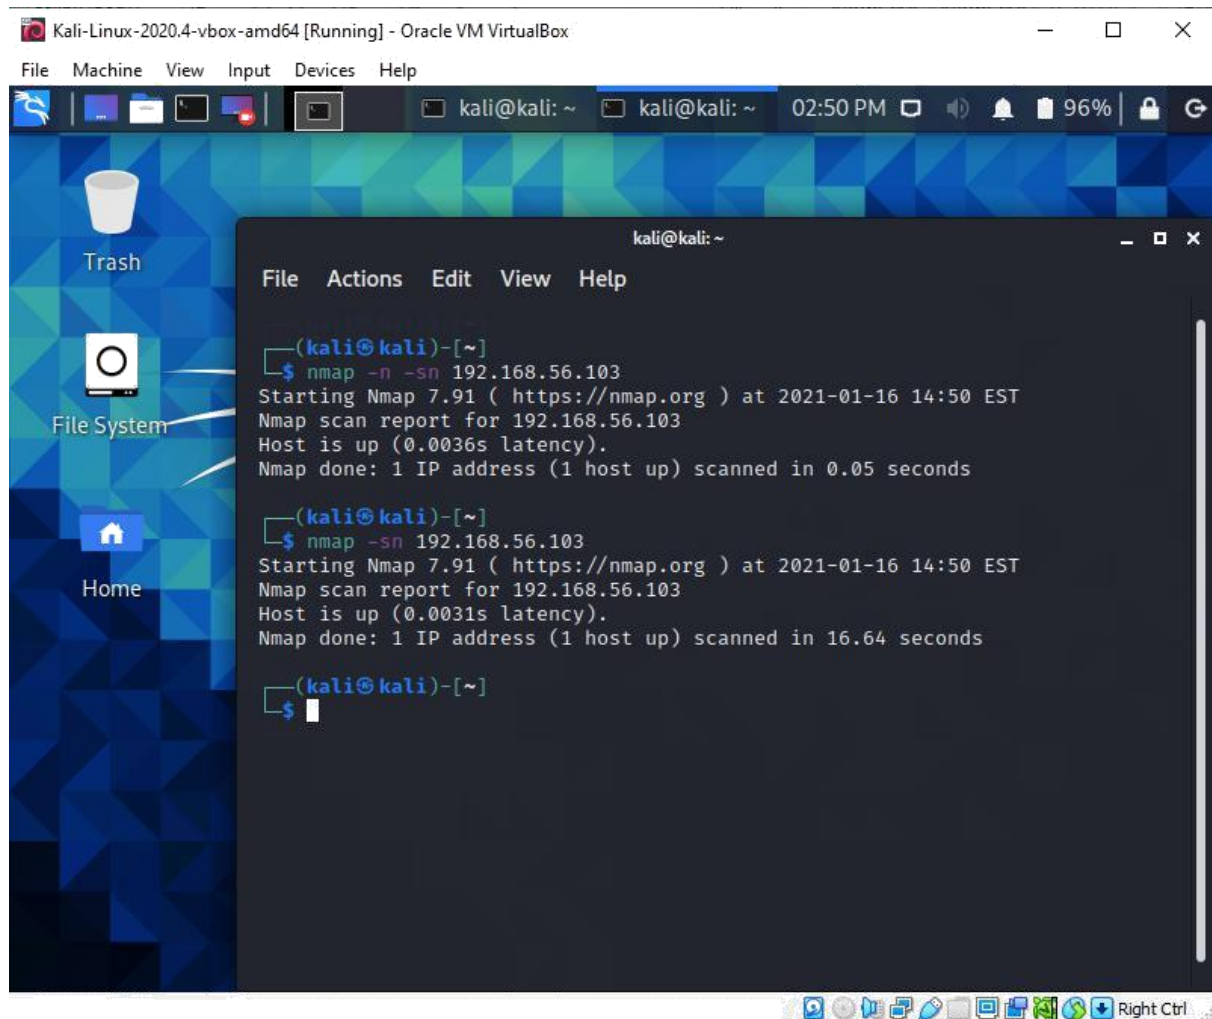 Kali-Linux-2020.4-vbox-amd64 [Running] - Oracle VM VirtualBox
File Machine View Input Devices Help
kali@kali: ~ kali@kali: ~ 02:50 PM 96%
Trash
File System
Home
kali@kali: ~
File Actions Edit View Help
┌──(kali㉿kali)-[~]
└─$ nmap -n -sn 192.168.56.103
Starting Nmap 7.91 ( https://nmap.org ) at 2021-01-16 14:50 EST
Nmap scan report for 192.168.56.103
Host is up (0.0036s latency).
Nmap done: 1 IP address (1 host up) scanned in 0.05 seconds
┌──(kali㉿kali)-[~]
└─$ nmap -sn 192.168.56.103
Starting Nmap 7.91 ( https://nmap.org ) at 2021-01-16 14:50 EST
Nmap scan report for 192.168.56.103
Host is up (0.0031s latency).
Nmap done: 1 IP address (1 host up) scanned in 16.64 seconds
┌──(kali㉿kali)-[~]
└─$
Right Ctrl